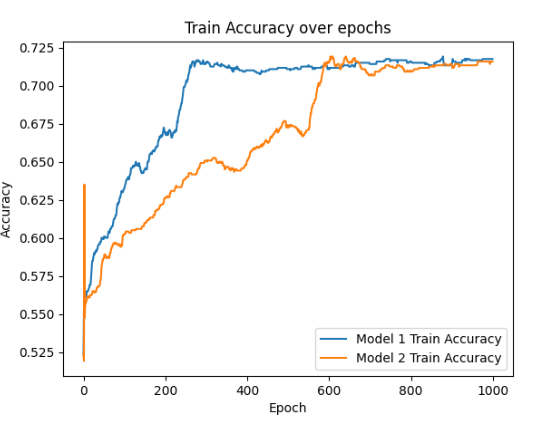 Train Accuracy over epochs
Accuracy
0.725
0.700
0.675
0.650
0.625
0.600
0.575
0.550
0.525
Model 1 Train Accuracy
Model 2 Train Accuracy
0 200 400 600 800 1000
Epoch